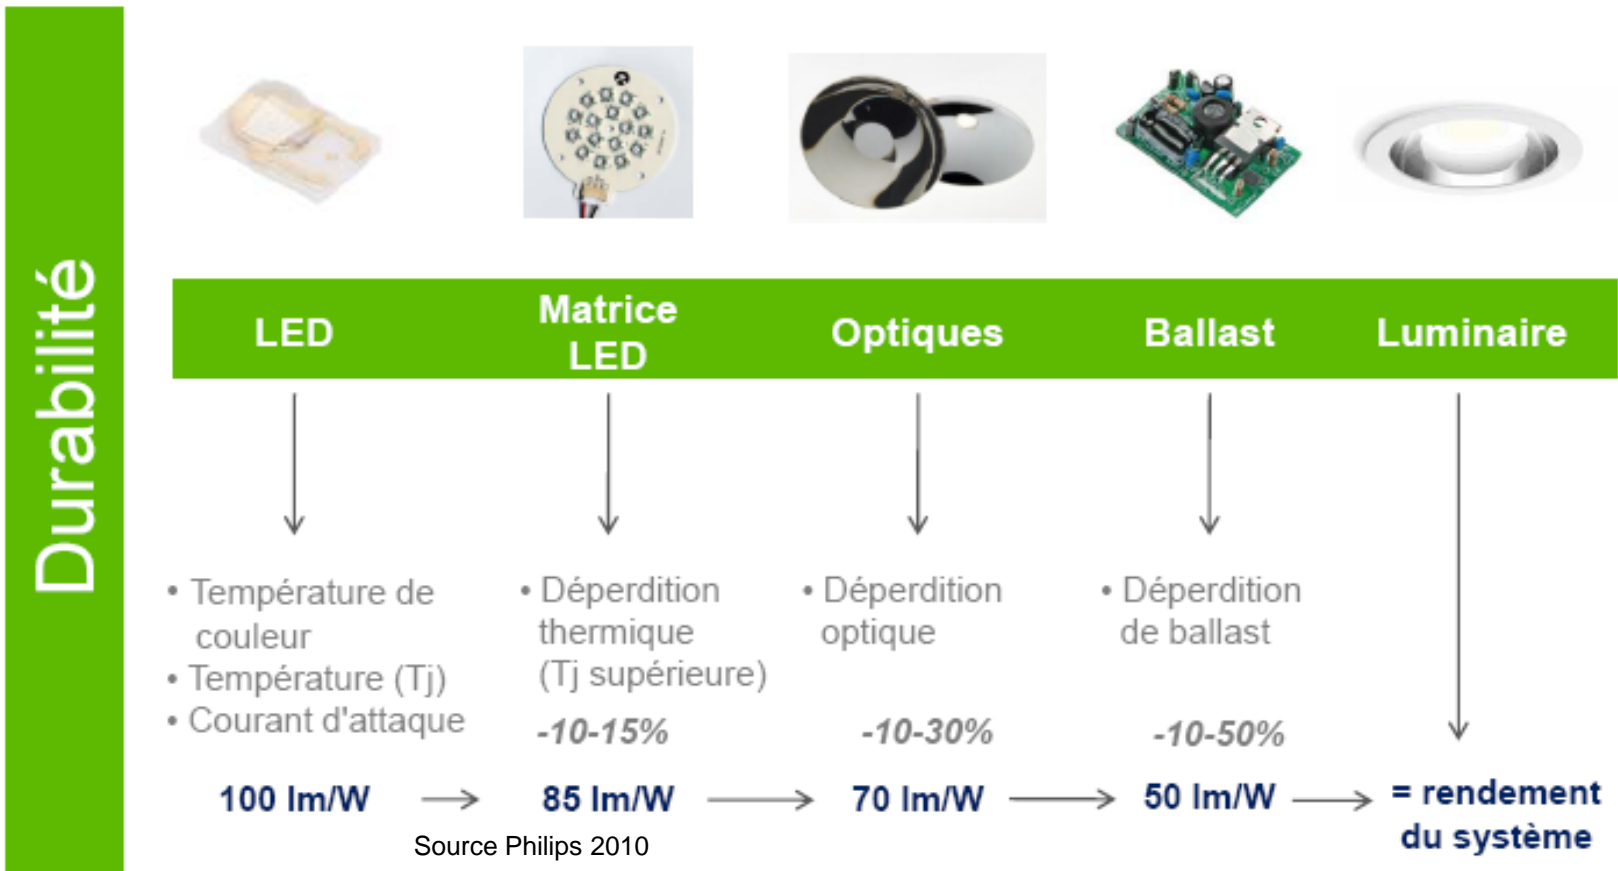 Durabilité
LED
Matrice
LED
Optiques
Ballast
Luminaire
• Température de
couleur
• Température (Tj)
• Courant d'attaque
100 lm/W
• Déperdition
thermique
(Tj supérieure)
-10-15%
85 lm/W
• Déperdition
optique
-10-30%
70 lm/W
• Déperdition
de ballast
-10-50%
50 lm/W
= rendement
du système
Source Philips 2010